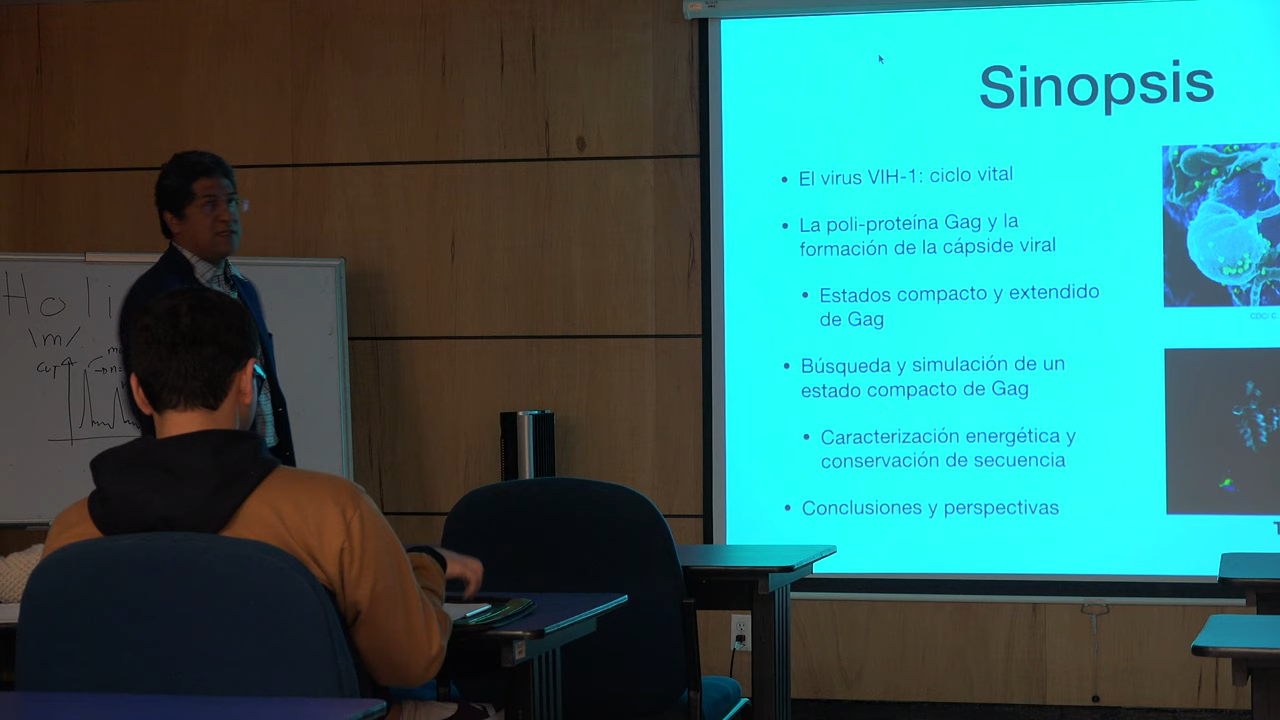 Sinopsis
• El virus VIH-1: ciclo vital
• La poli-proteína Gag y la
formación de la cápside viral
• Estados compacto y extendido
de Gag
• Búsqueda y simulación de un
estado compacto de Gag
• Caracterización energética y
conservación de secuencia
• Conclusiones y perspectivas
Holi
\m/